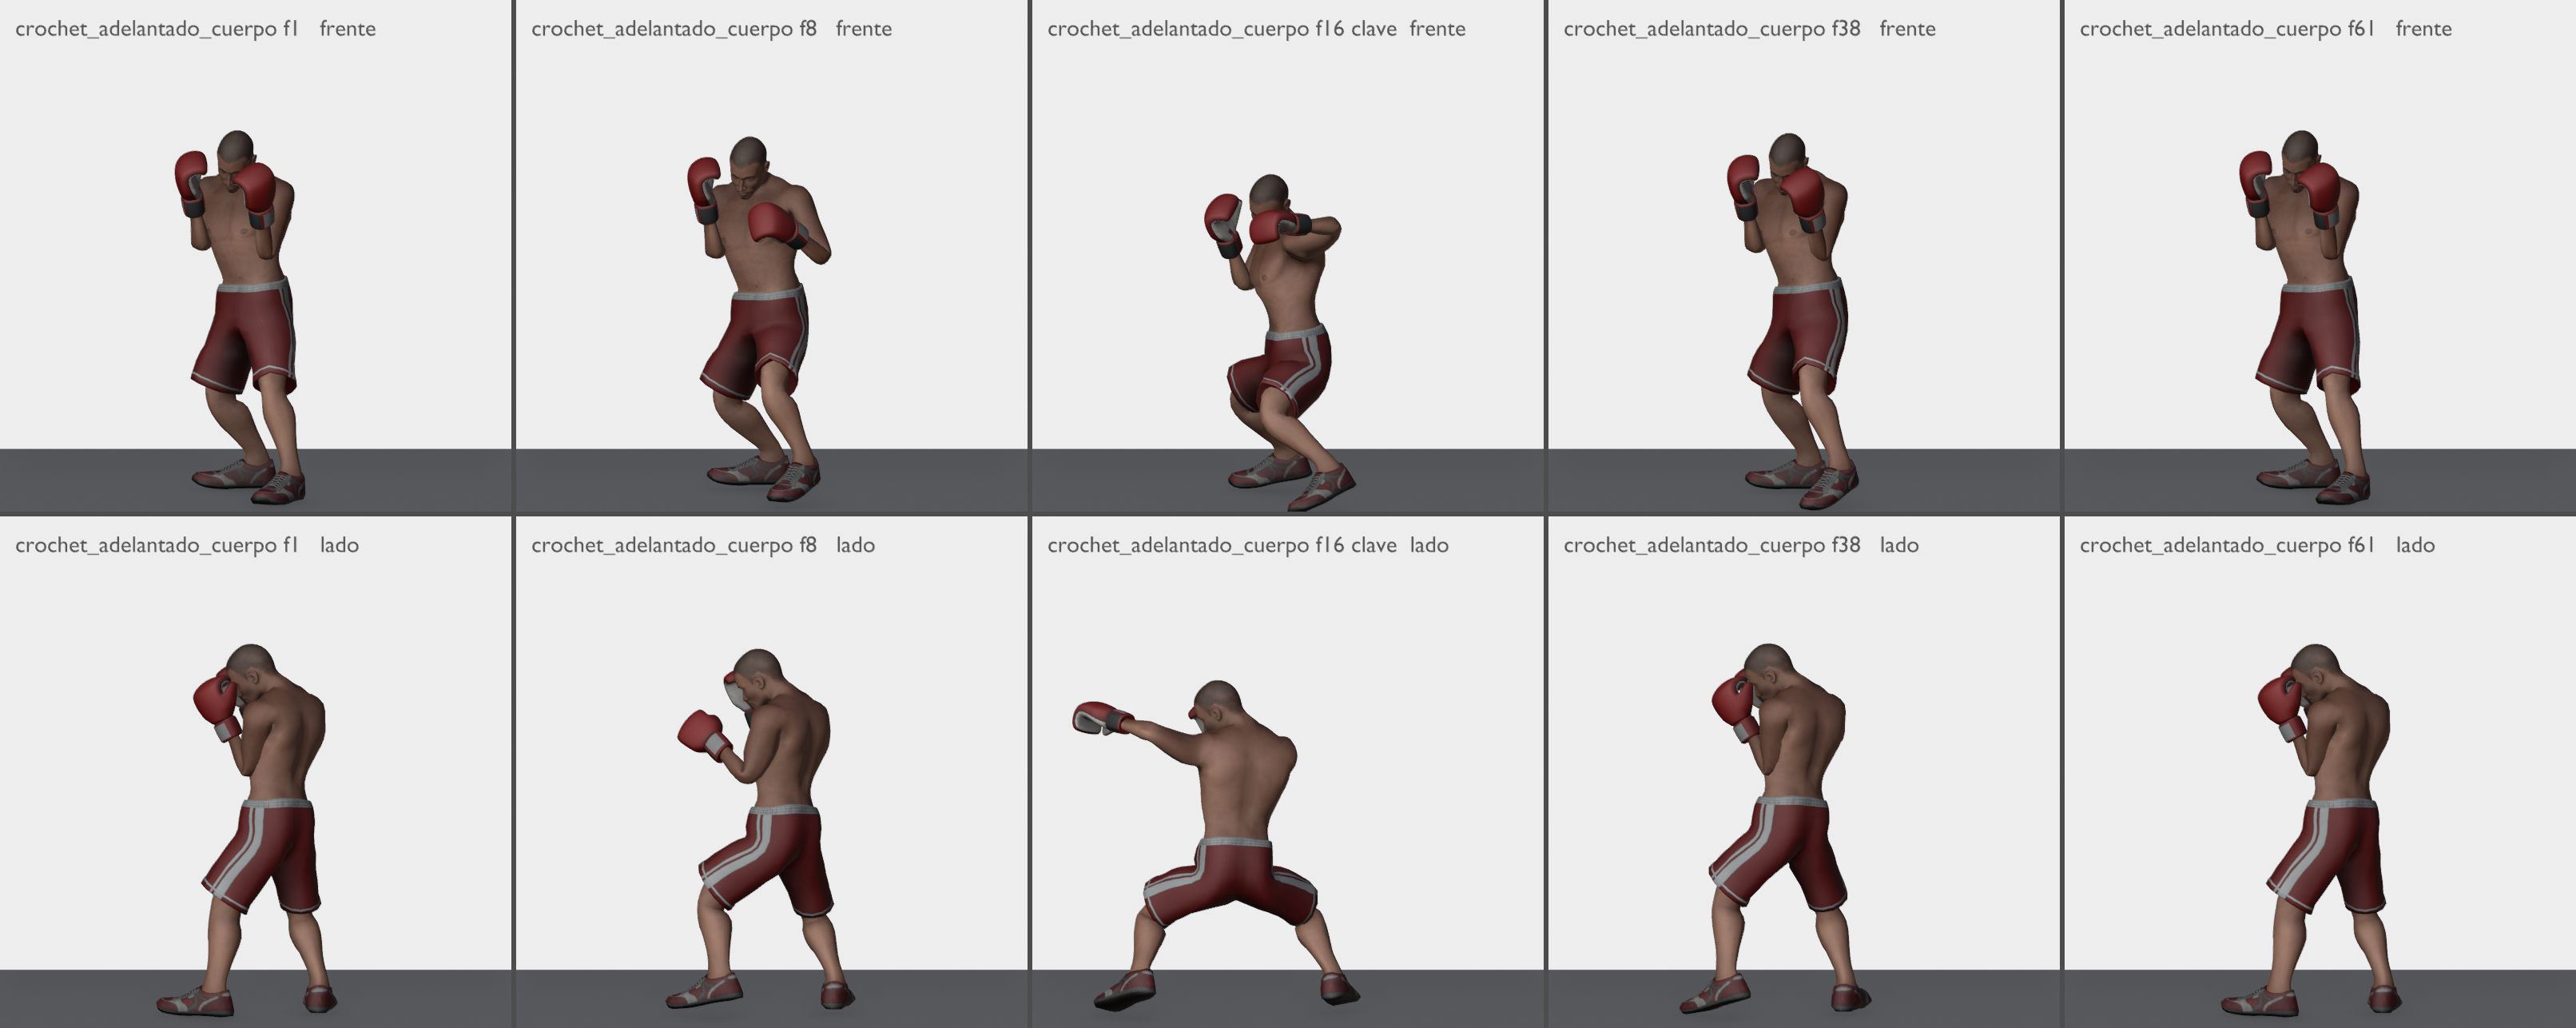 crochet_adelantado_cuerpo f1 frente
crochet_adelantado_cuerpo f8 frente
crochet_adelantado_cuerpo f16 clave frente
crochet_adelantado_cuerpo f38 frente
crochet_adelantado_cuerpo f61 frente
crochet_adelantado_cuerpo f1 lado
crochet_adelantado_cuerpo f8 lado
crochet_adelantado_cuerpo f16 clave lado
crochet_adelantado_cuerpo f38 lado
crochet_adelantado_cuerpo f61 lado